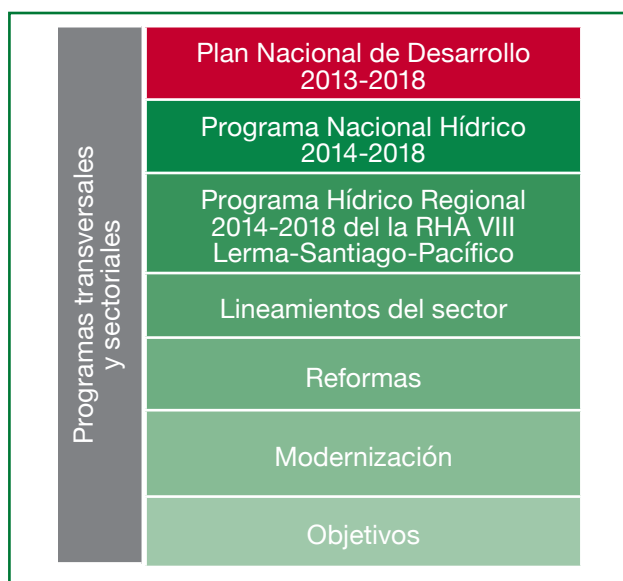 Programas transversales
y sectoriales
Plan Nacional de Desarrollo
2013-2018
Programa Nacional Hídrico
2014-2018
Programa Hídrico Regional
2014-2018 del la RHA VIII
Lerma-Santiago-Pacífico
Lineamientos del sector
Reformas
Modernización
Objetivos